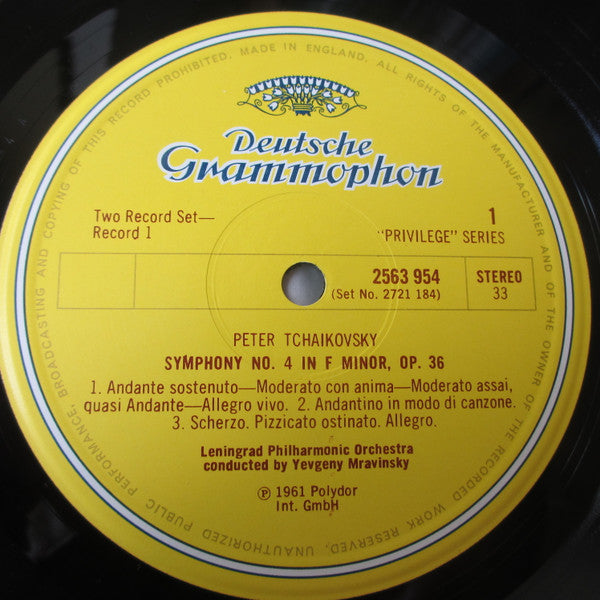 PERFORMANCE, BROADCASTING AND COPYING OF THIS RECORD PROHIBITED. MADE IN ENGLAND. ALL RIGHTS OF THE MANUFACTURER AND OF THE OWNER OF THE RECORDED WORK RESERVED. UNAUTHORIZED PUBLIC
Deutsche
Grammophon
Two Record Set—
Record 1
1
"PRIVILEGE" SERIES
2563 954
(Set No. 2721 184)
STEREO
33
PETER TCHAIKOVSKY
SYMPHONY NO. 4 IN F MINOR, OP. 36
1. Andante sostenuto—Moderato con anima—Moderato assai,
quasi Andante—Allegro vivo. 2. Andantino in modo di canzone.
3. Scherzo. Pizzicato ostinato. Allegro.
Leningrad Philharmonic Orchestra
conducted by Yevgeny Mravinsky
℗ 1961 Polydor
Int. GmbH